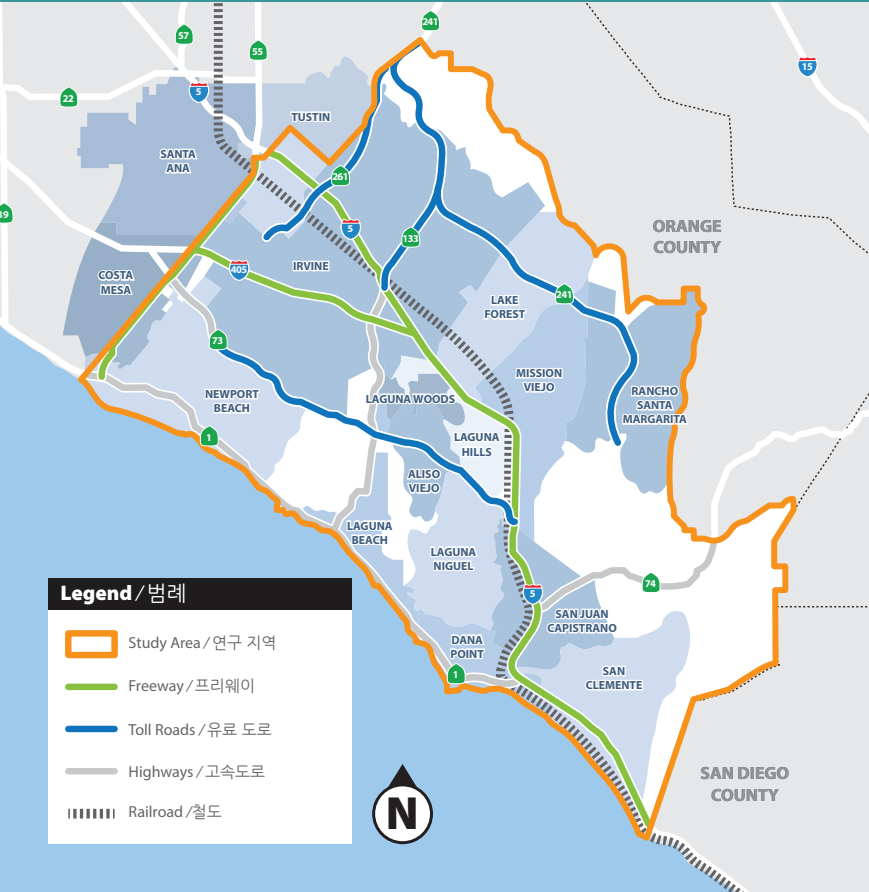 241
57
55
15
5
22
TUSTIN
SANTA
ANA
261
39
5
133
ORANGE
COUNTY
405
IRVINE
COSTA
MESA
LAKE
FOREST
241
73
MISSION
VIEJO
RANCHO
SANTA
MARGARITA
NEWPORT
BEACH
LAGUNA WOODS
1
LAGUNA
HILLS
ALISO
VIEJO
LAGUNA
BEACH
LAGUNA
NIGUEL
74
5
SAN JUAN
CAPISTRANO
DANA
POINT
1
SAN
CLEMENTE
SAN DIEGO
COUNTY
Legend / 범례
Study Area / 연구 지역
Freeway / 프리웨이
Toll Roads / 유료 도로
Highways / 고속도로
Railroad / 철도
N